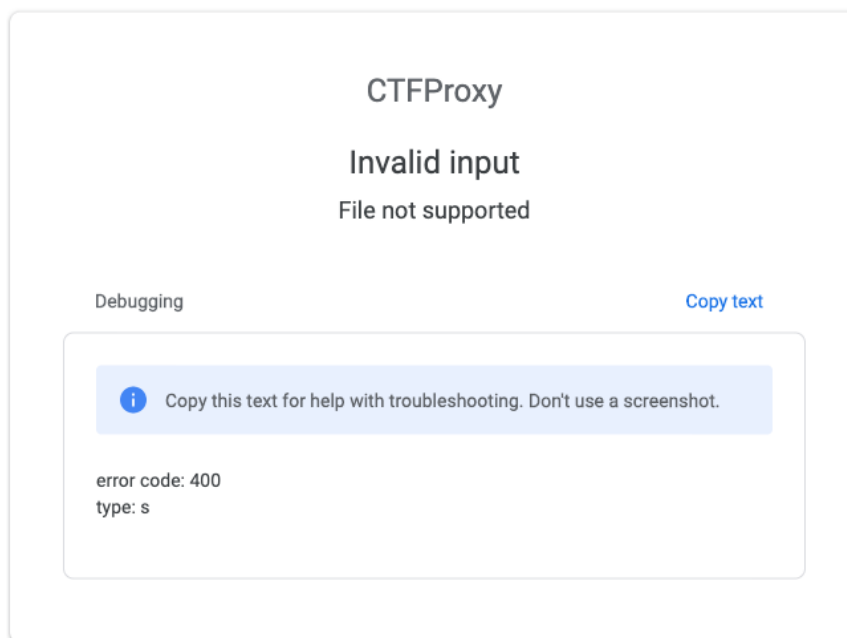 CTFProxy
Invalid input
File not supported
Debugging
Copy text
Copy this text for help with troubleshooting. Don't use a screenshot.
error code: 400
type: s